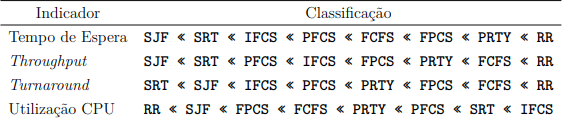 Indicador Classificação
Tempo de Espera SJF « SRT « IFCS « PFCS « FCFS « FPCS « PRTY « RR
Throughput SJF « SRT « PFCS « IFCS « FPCS « PRTY « FCFS « RR
Turnaround SRT « SJF « IFCS « PFCS « PRTY « FPCS « FCFS « RR
Utilização CPU RR « SJF « FPCS « FCFS « PRTY « PFCS « SRT « IFCS